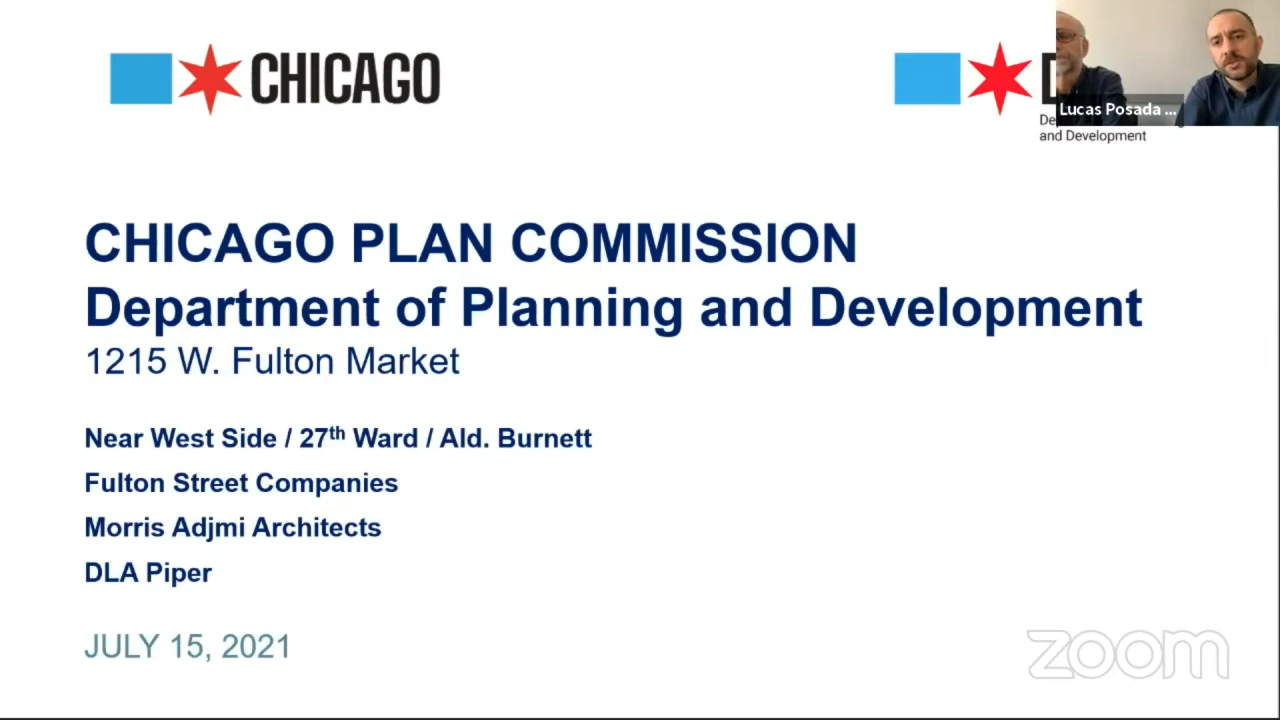 CHICAGO
Lucas Posada ...
and Development
CHICAGO PLAN COMMISSION
Department of Planning and Development
1215 W. Fulton Market
Near West Side / 27th Ward / Ald. Burnett
Fulton Street Companies
Morris Adjmi Architects
DLA Piper
JULY 15, 2021
zoom